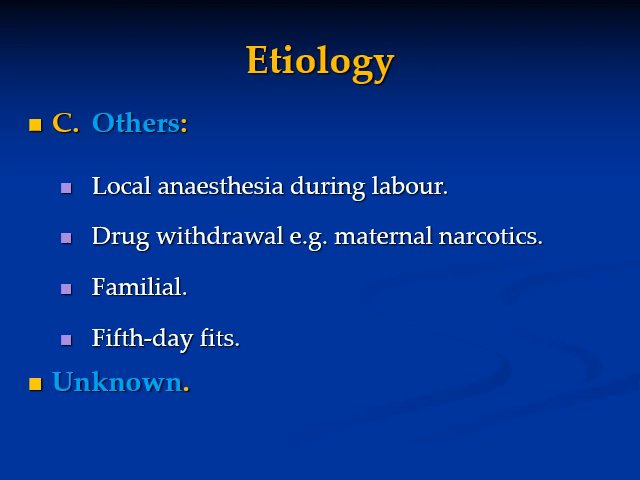 Etiology
C. Others:
Local anaesthesia during labour.
Drug withdrawal e.g. maternal narcotics.
Familial.
Fifth-day fits.
Unknown.